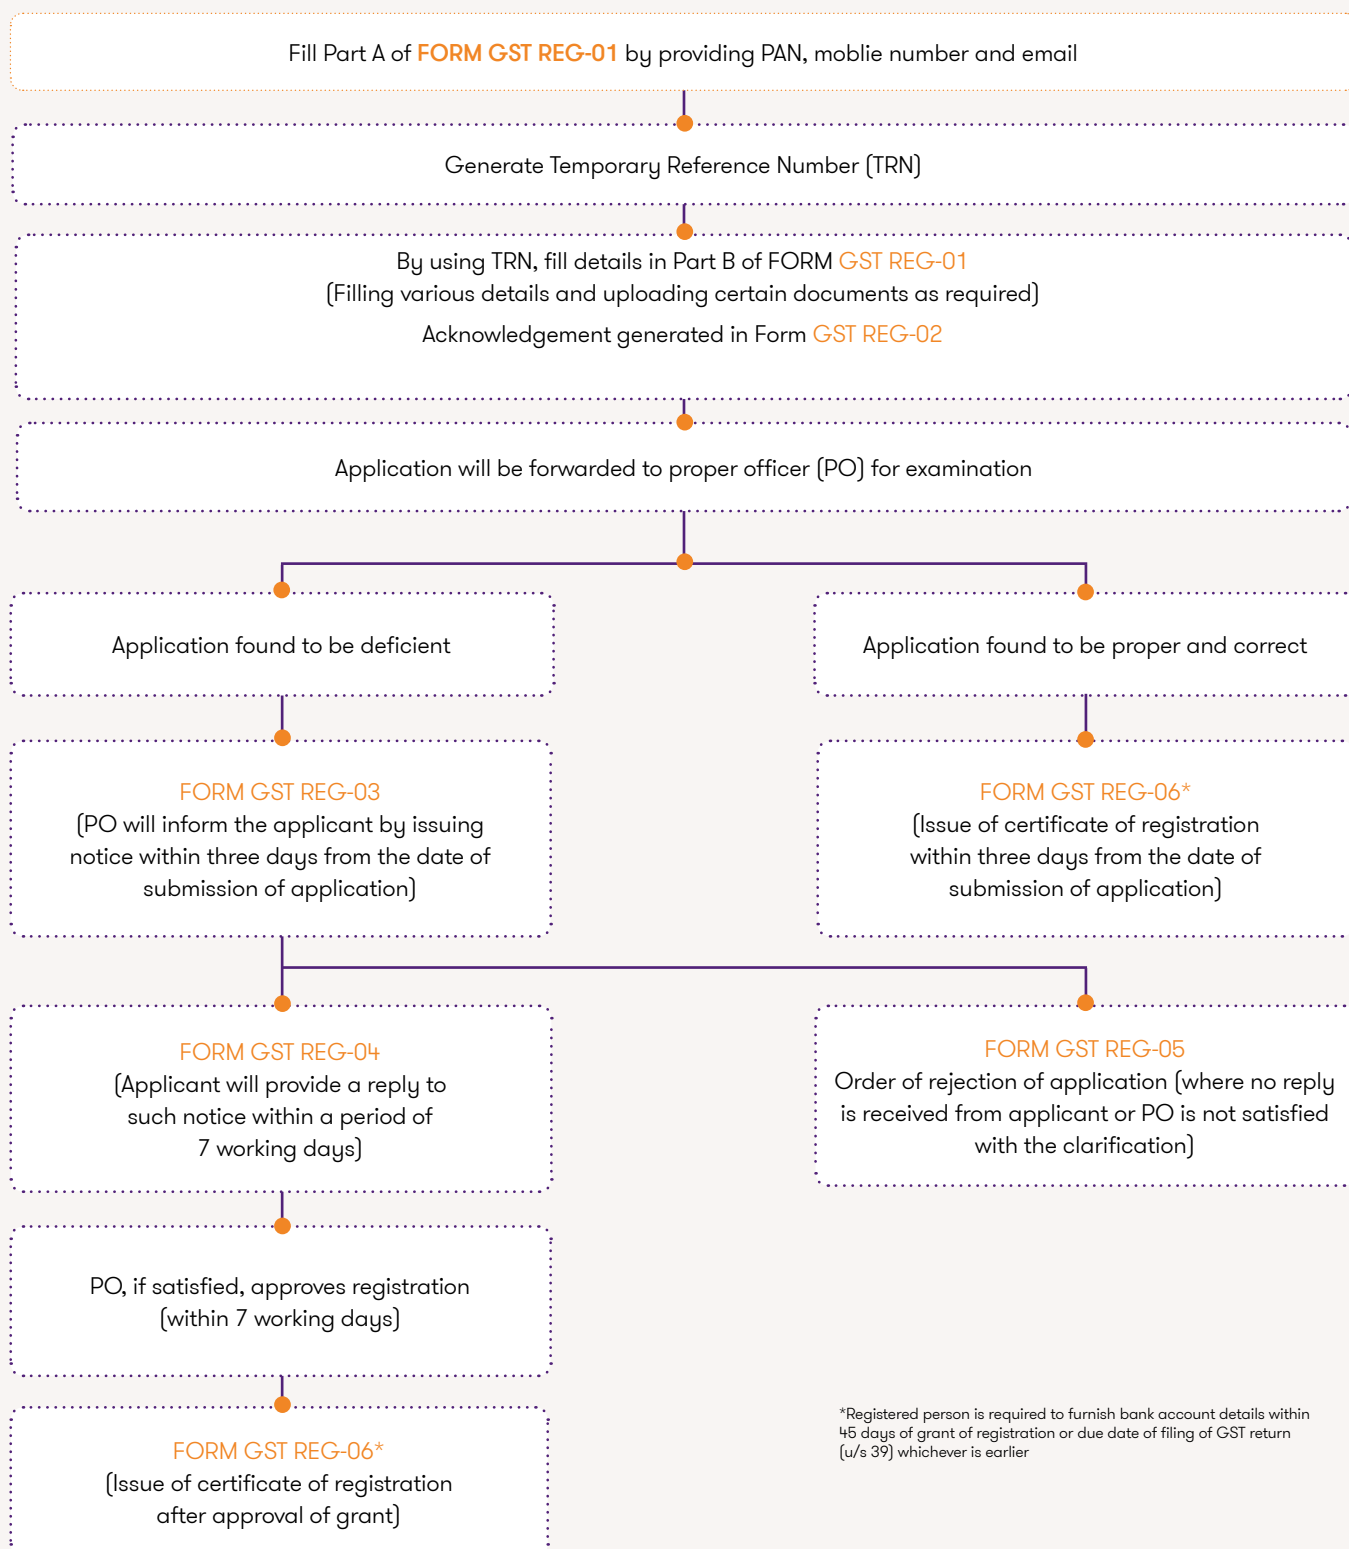 Fill Part A of FORM GST REG-01 by providing PAN, moblie number and email
Generate Temporary Reference Number (TRN)
By using TRN, fill details in Part B of FORM GST REG-01
(Filling various details and uploading certain documents as required)
Acknowledgement generated in Form GST REG-02
Application will be forwarded to proper officer (PO) for examination
Application found to be deficient
Application found to be proper and correct
FORM GST REG-03
(PO will inform the applicant by issuing
notice within three days from the date of
submission of application)
FORM GST REG-06*
(Issue of certificate of registration
within three days from the date of
submission of application)
FORM GST REG-04
(Applicant will provide a reply to
such notice within a period of
7 working days)
FORM GST REG-05
Order of rejection of application (where no reply
is received from applicant or PO is not satisfied
with the clarification)
PO, if satisfied, approves registration
(within 7 working days)
FORM GST REG-06*
(Issue of certificate of registration
after approval of grant)
*Registered person is required to furnish bank account details within
45 days of grant of registration or due date of filing of GST return
(u/s 39) whichever is earlier